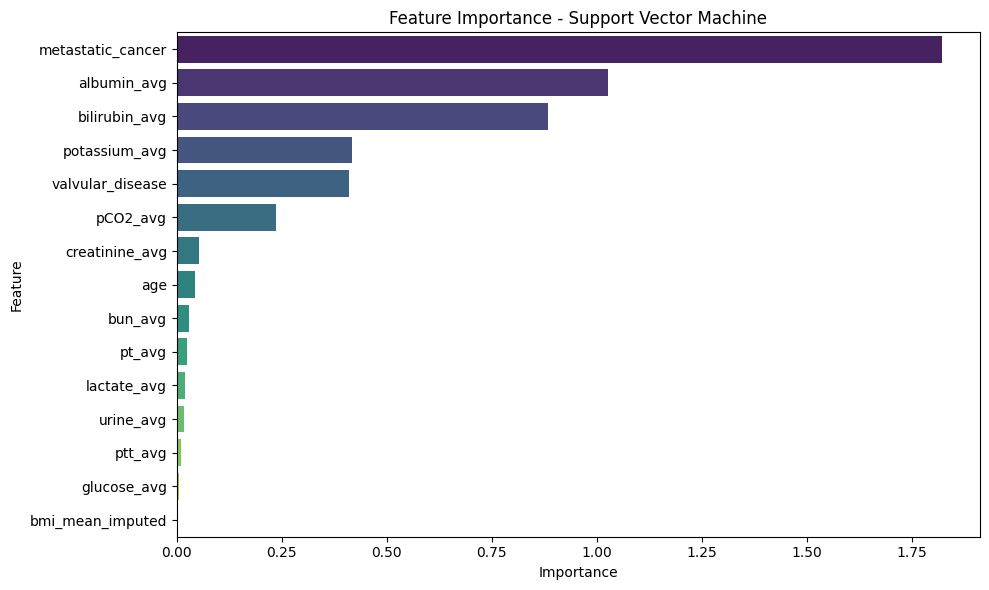 Feature Importance - Support Vector Machine
metastatic_cancer
albumin_avg
bilirubin_avg
potassium_avg
valvular_disease
pCO2_avg
creatinine_avg
age
bun_avg
pt_avg
lactate_avg
urine_avg
ptt_avg
glucose_avg
bmi_mean_imputed
Feature
0.00 0.25 0.50 0.75 1.00 1.25 1.50 1.75
Importance